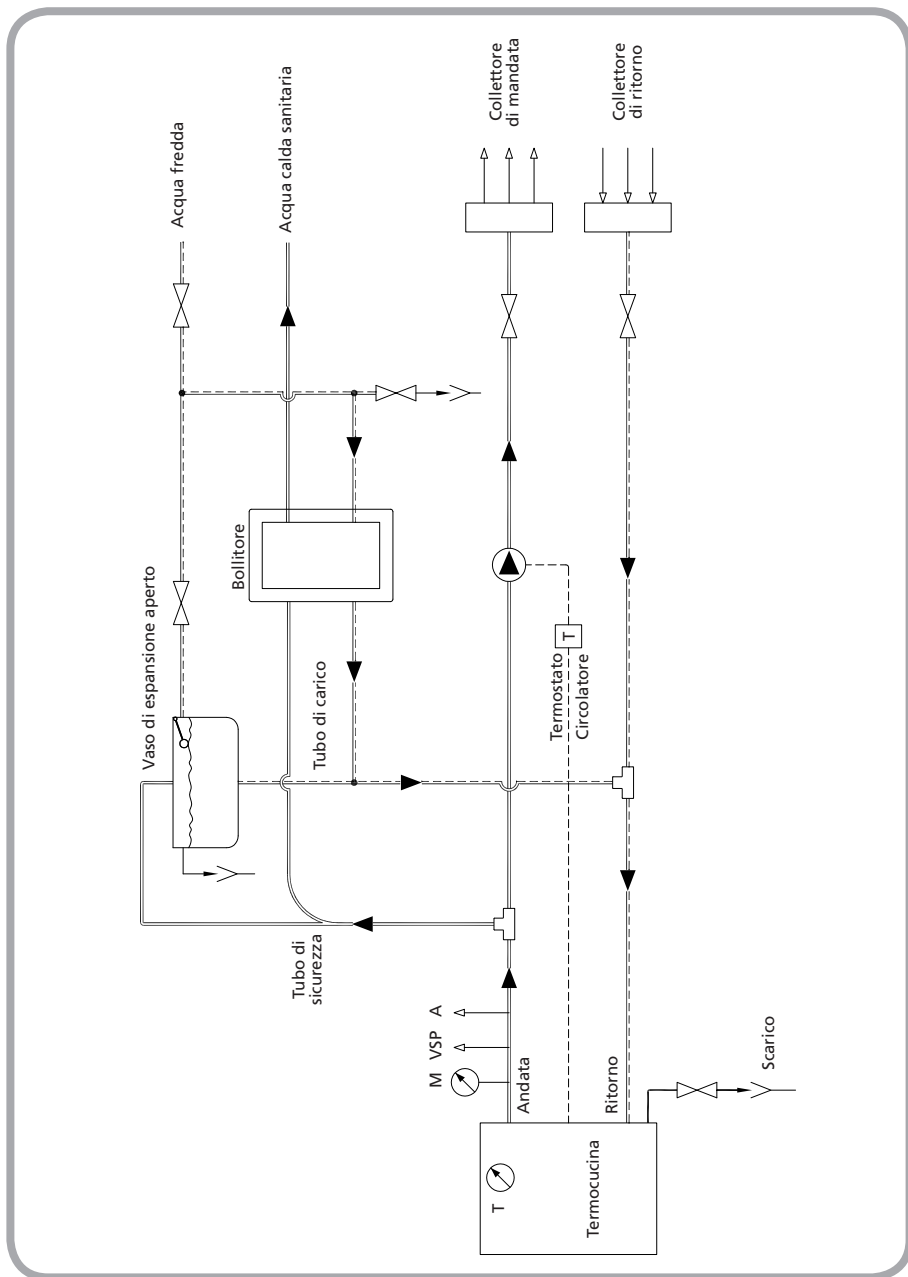 Acqua fredda
Acqua calda sanitaria
Collettore
di mandata
Collettore
di ritorno
Vaso di espansione aperto
Bollitore
Tubo di carico
Termostato
Circolatore
T
Tubo di
sicurezza
M
VSP
A
Andata
Ritorno
Scarico
T
Termocucina